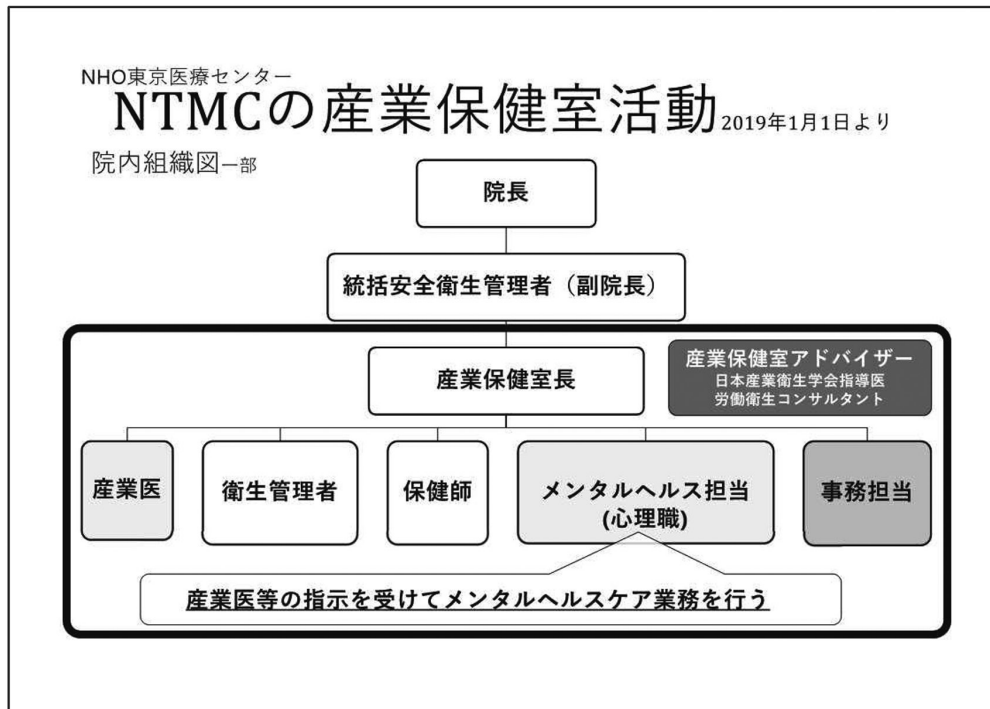 NHO東京医療センター
NTMCの産業保健室活動2019年1月1日より
院内組織図一部
院長
統括安全衛生管理者（副院長）
産業保健室長
産業保健室アドバイザー
日本産業衛生学会指導医
労働衛生コンサルタント
産業医
衛生管理者
保健師
メンタルヘルス担当
(心理職)
事務担当
産業医等の指示を受けてメンタルヘルスケア業務を行う